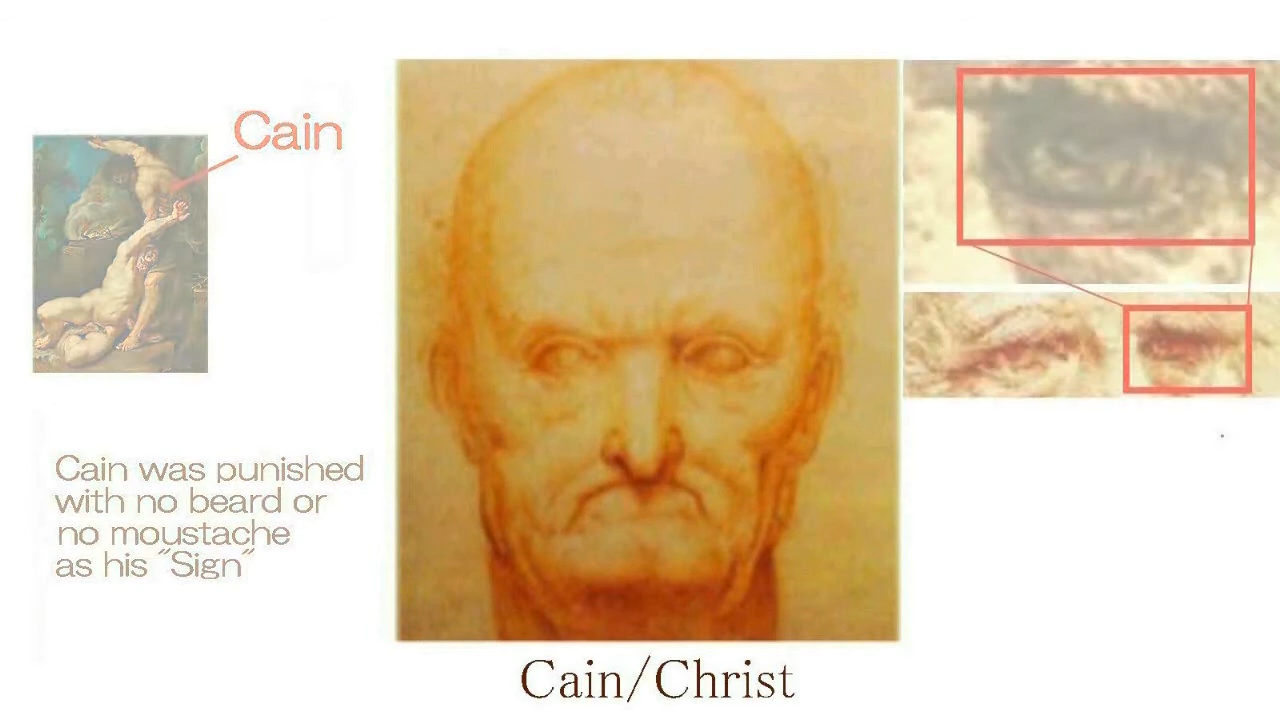 Cain
Cain was punished
with no beard or
no moustache
as his "Sign"
Cain/Christ